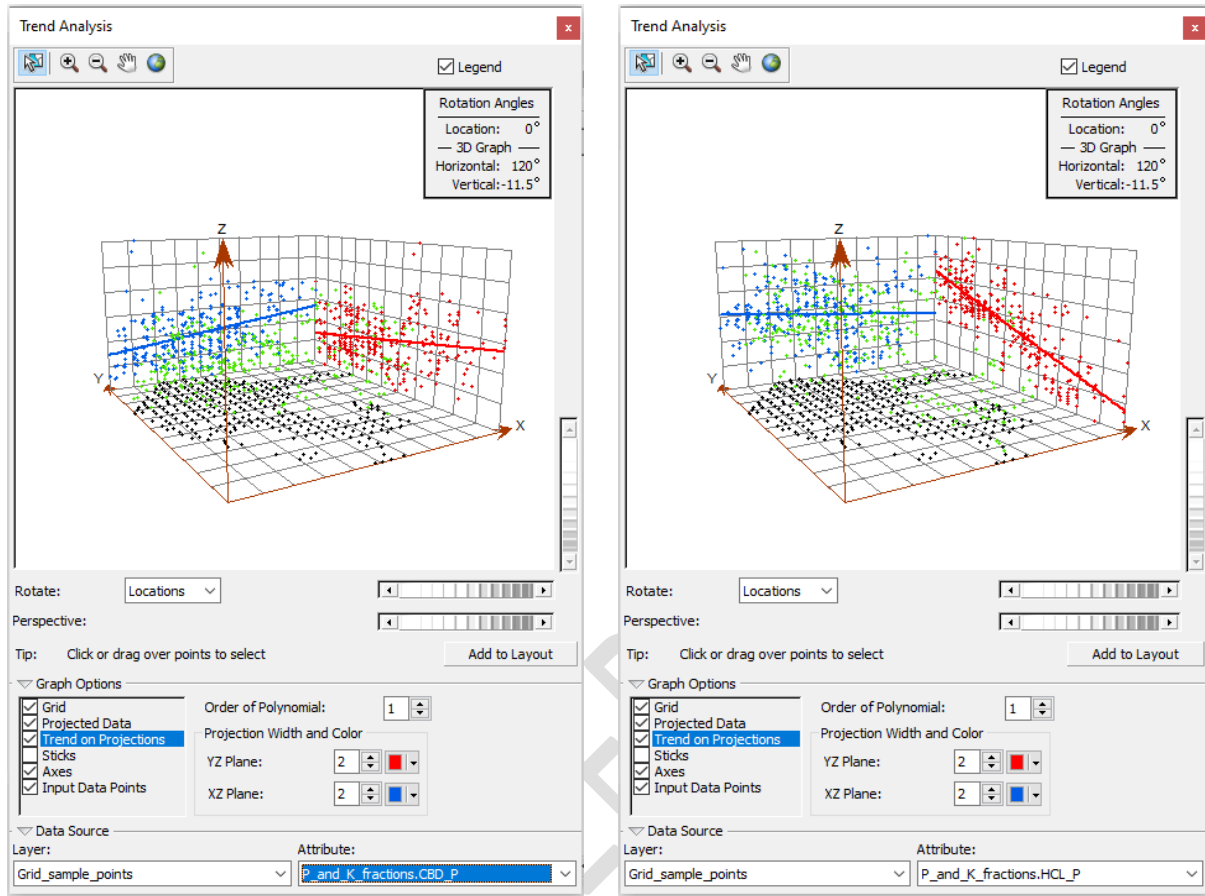 Trend Analysis
x
Legend
Rotation Angles
Location: 0°
3D Graph
Horizontal: 120°
Vertical:-11.5°
Z
Y
X
Rotate: Locations
Perspective:
Tip: Click or drag over points to select Add to Layout
Graph Options
Grid
Projected Data
Trend on Projections
Sticks
Axes
Input Data Points
Order of Polynomial: 1
Projection Width and Color
YZ Plane: 2
XZ Plane: 2
Data Source
Layer: Attribute:
Grid_sample_points P_and_K_fractions.CBD_P
Trend Analysis
x
Legend
Rotation Angles
Location: 0°
3D Graph
Horizontal: 120°
Vertical:-11.5°
Z
Y
X
Rotate: Locations
Perspective:
Tip: Click or drag over points to select Add to Layout
Graph Options
Grid
Projected Data
Trend on Projections
Sticks
Axes
Input Data Points
Order of Polynomial: 1
Projection Width and Color
YZ Plane: 2
XZ Plane: 2
Data Source
Layer: Attribute:
Grid_sample_points P_and_K_fractions.HCL_P